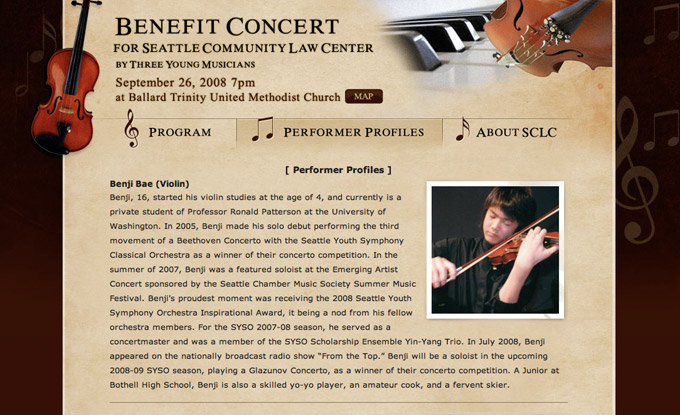 BENEFIT CONCERT
FOR SEATTLE COMMUNITY LAW CENTER
BY THREE YOUNG MUSICIANS
September 26, 2008 7pm
at Ballard Trinity United Methodist Church MAP
PROGRAM PERFORMER PROFILES ABOUT SCLC
[ Performer Profiles ]
Benji Bae (Violin)
Benji, 16, started his violin studies at the age of 4, and currently is a
private student of Professor Ronald Patterson at the University of
Washington. In 2005, Benji made his solo debut performing the third
movement of a Beethoven Concerto with the Seattle Youth Symphony
Classical Orchestra as a winner of their concerto competition. In the
summer of 2007, Benji was a featured soloist at the Emerging Artist
Concert sponsored by the Seattle Chamber Music Society Summer Music
Festival. Benji's proudest moment was receiving the 2008 Seattle Youth
Symphony Orchestra Inspirational Award, it being a nod from his fellow
orchestra members. For the SYSO 2007-08 season, he served as a
concertmaster and was a member of the SYSO Scholarship Ensemble Yin-Yang Trio. In July 2008, Benji
appeared on the nationally broadcast radio show “From the Top.” Benji will be a soloist in the upcoming
2008-09 SYSO season, playing a Glazunov Concerto, as a winner of their concerto competition. A Junior at
Bothell High School, Benji is also a skilled yo-yo player, an amateur cook, and a fervent skier.